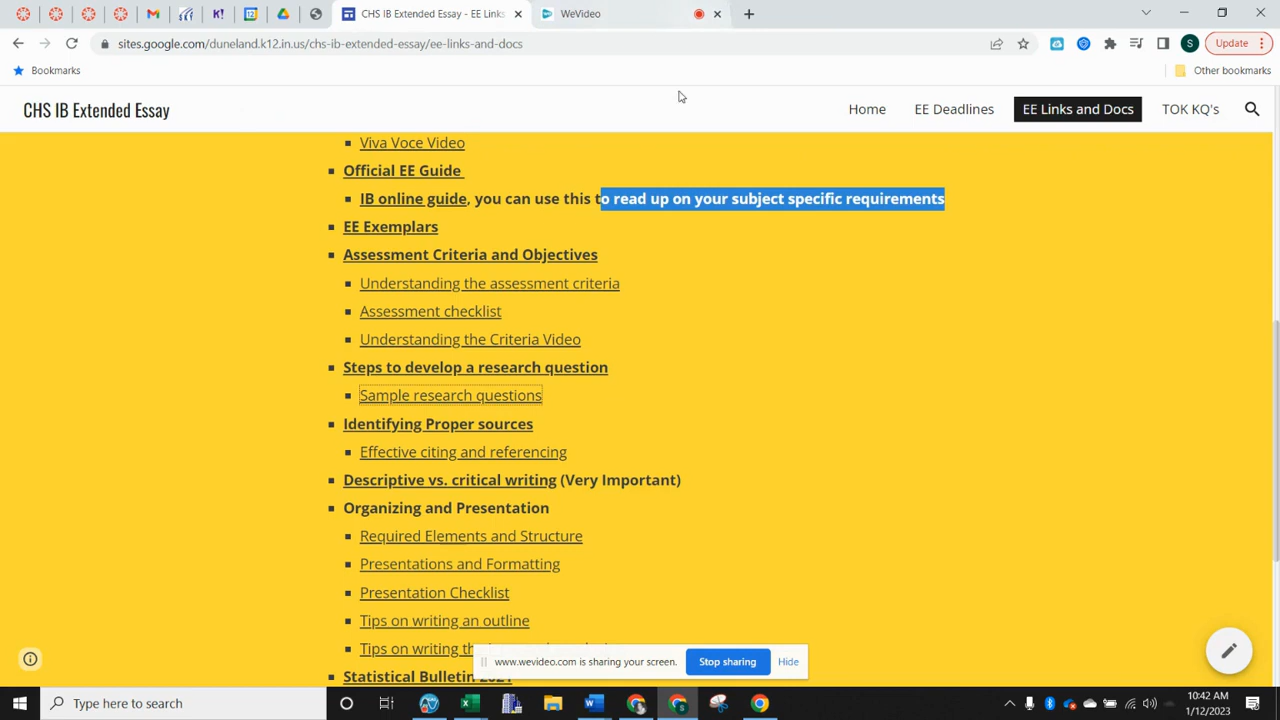 CHS IB Extended Essay - EE Links
WeVideo
sites.google.com/duneland.k12.in.us/chs-ib-extended-essay/ee-links-and-docs
S
Update
Bookmarks
Other bookmarks
CHS IB Extended Essay
Home
EE Deadlines
EE Links and Docs
TOK KQ's
Viva Voce Video
Official EE Guide
IB online guide, you can use this to read up on your subject specific requirements
EE Exemplars
Assessment Criteria and Objectives
Understanding the assessment criteria
Assessment checklist
Understanding the Criteria Video
Steps to develop a research question
Sample research questions
Identifying Proper sources
Effective citing and referencing
Descriptive vs. critical writing (Very Important)
Organizing and Presentation
Required Elements and Structure
Presentations and Formatting
Presentation Checklist
Tips on writing an outline
Tips on writing
www.wevideo.com is sharing your screen.
Stop sharing
Hide
Statistical Bulletin 2021
Type here to search
10:42 AM
1/12/2023